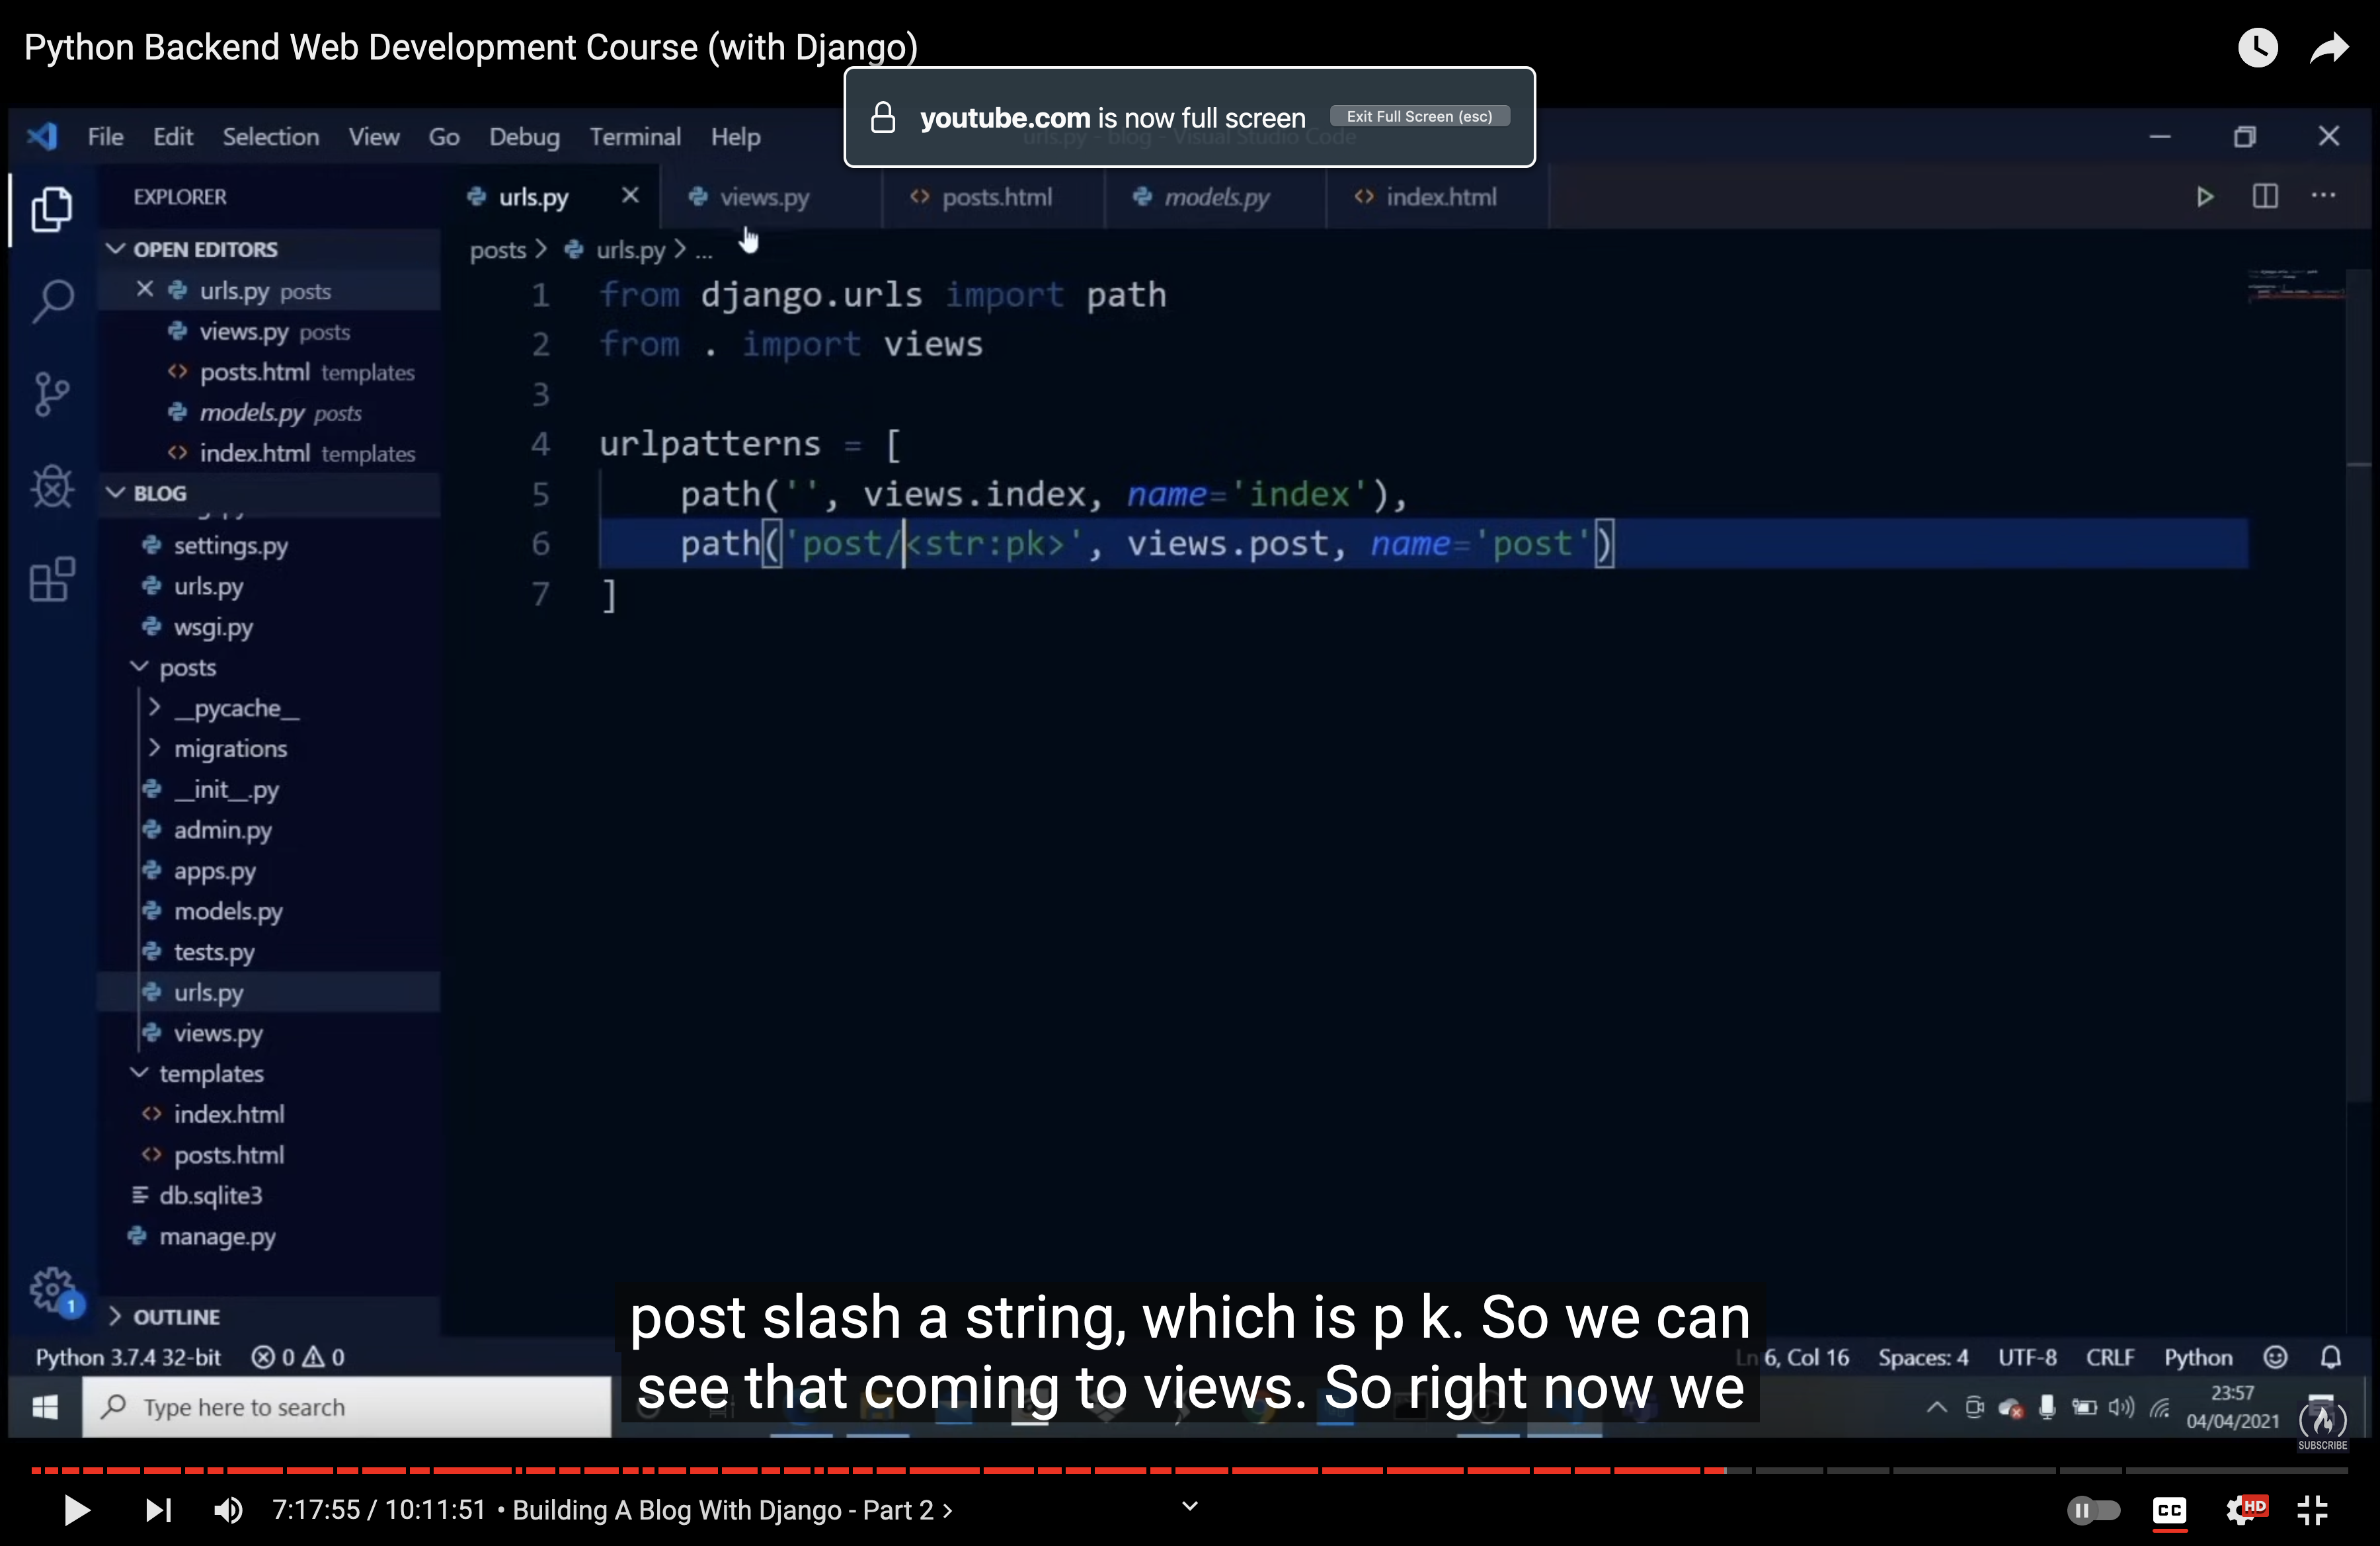 Python Backend Web Development Course (with Django)
youtube.com is now full screen Exit Full Screen (esc)
File Edit Selection View Go Debug Terminal Help
urls.py - blog - Visual Studio Code
EXPLORER
urls.py views.py posts.html models.py index.html
OPEN EDITORS
posts > urls.py > ...
urls.py posts
views.py posts
posts.html templates
models.py posts
index.html templates
BLOG
settings.py
urls.py
wsgi.py
posts
__pycache__
migrations
__init__.py
admin.py
apps.py
models.py
tests.py
urls.py
views.py
templates
index.html
posts.html
db.sqlite3
manage.py
OUTLINE
1 from django.urls import path
2 from . import views
3
4 urlpatterns = [
5 path('', views.index, name='index'),
6 path('post/<str:pk>', views.post, name='post')
7 ]
post slash a string, which is p k. So we can
see that coming to views. So right now we
1
Python 3.7.4 32-bit 0 0
Ln 6, Col 16 Spaces: 4 UTF-8 CRLF Python
Type here to search
23:57
04/04/2021
SUBSCRIBE
7:17:55 / 10:11:51 • Building A Blog With Django - Part 2 >
CC HD